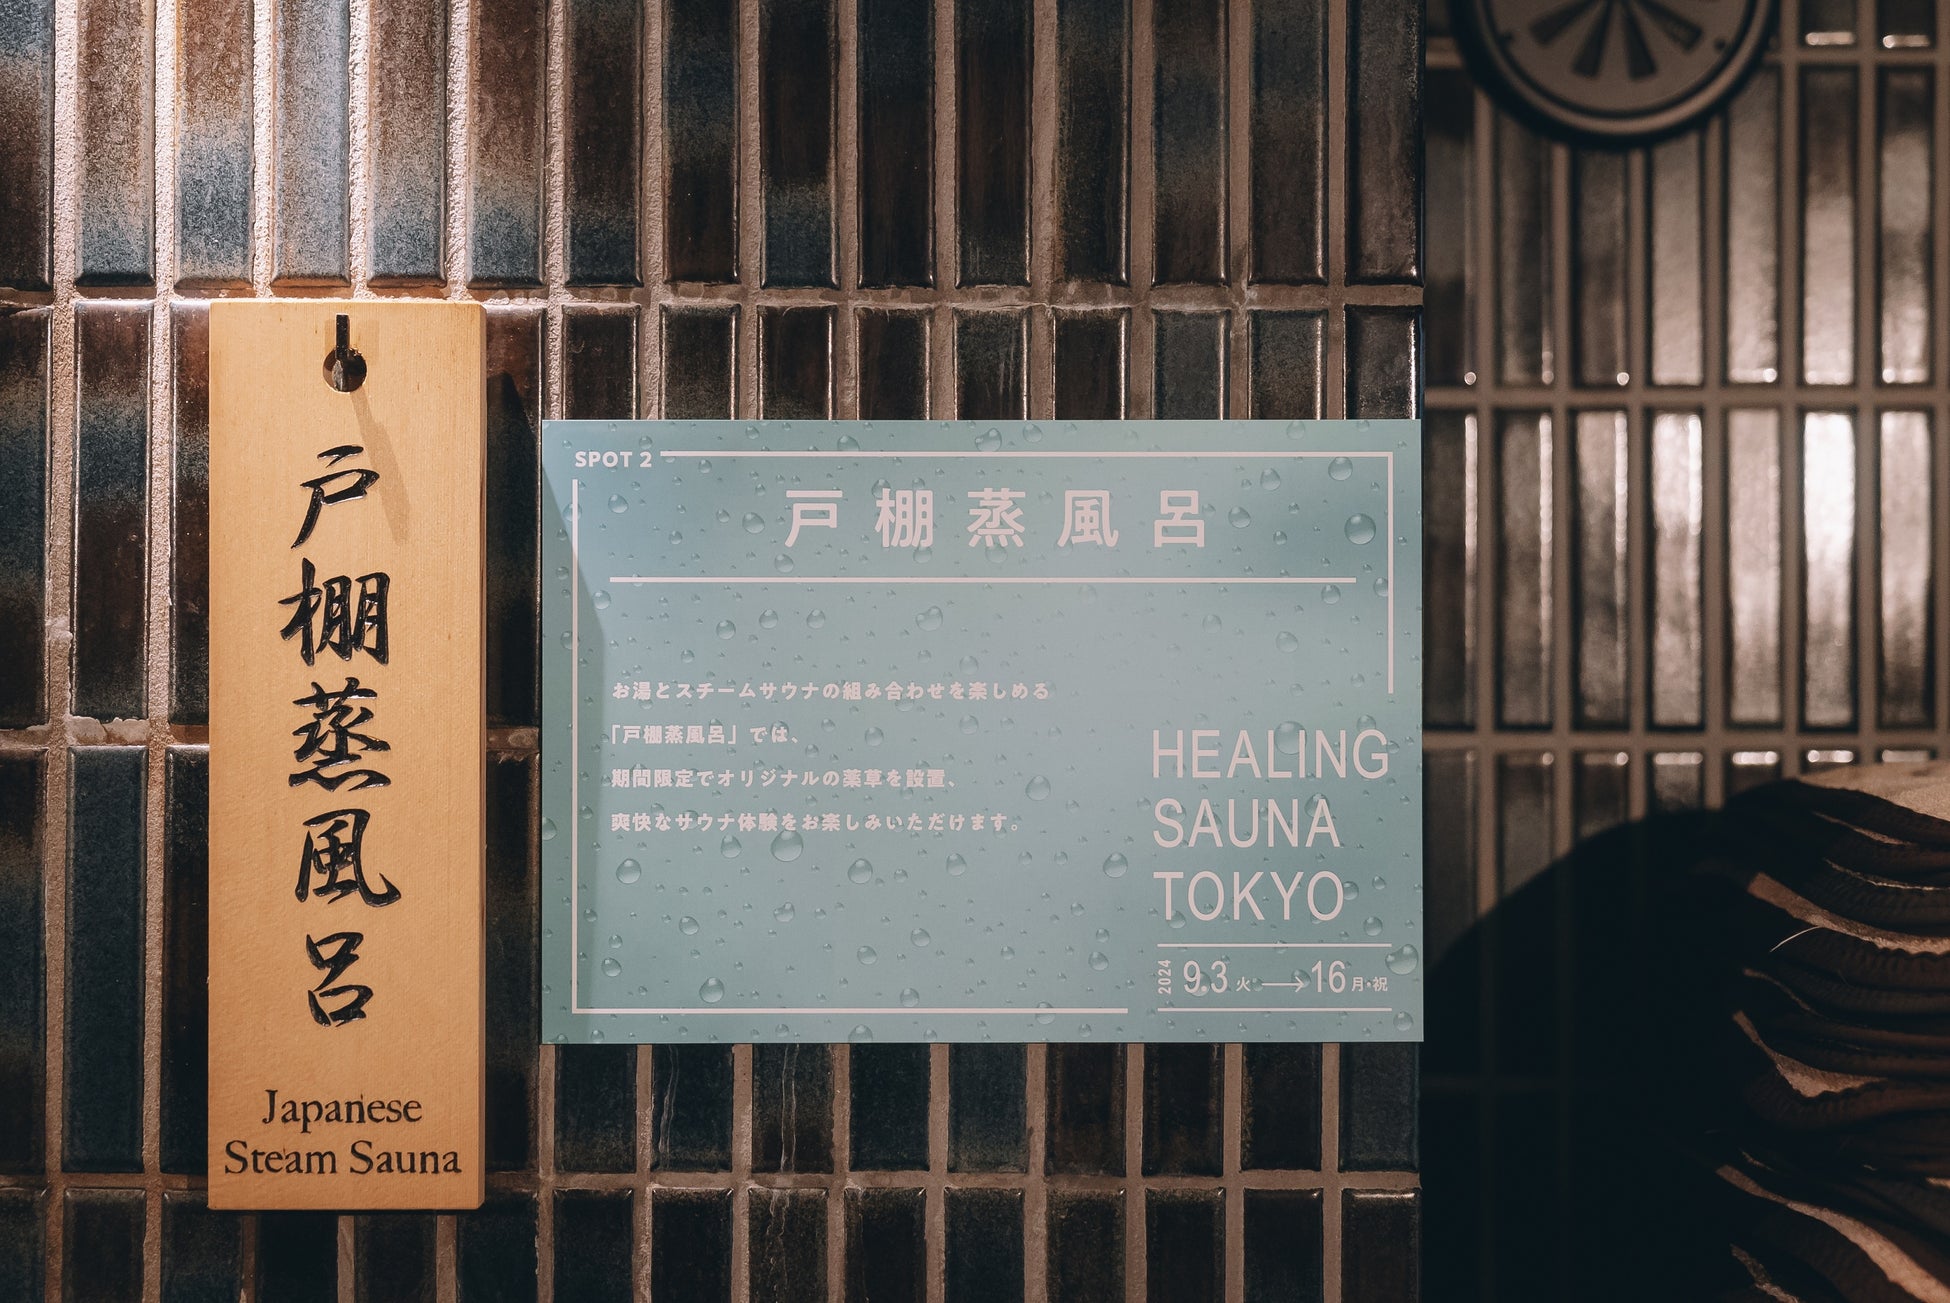 戸棚蒸風呂
Japanese
Steam Sauna
SPOT 2
戸棚蒸風呂
お湯とスチームサウナの組み合わせを楽しめる
「戸棚蒸風呂」では、
期間限定でオリジナルの薬草を設置、
爽快なサウナ体験をお楽しみいただけます。
HEALING
SAUNA
TOKYO
2024 9.3 火 → 16 月・祝